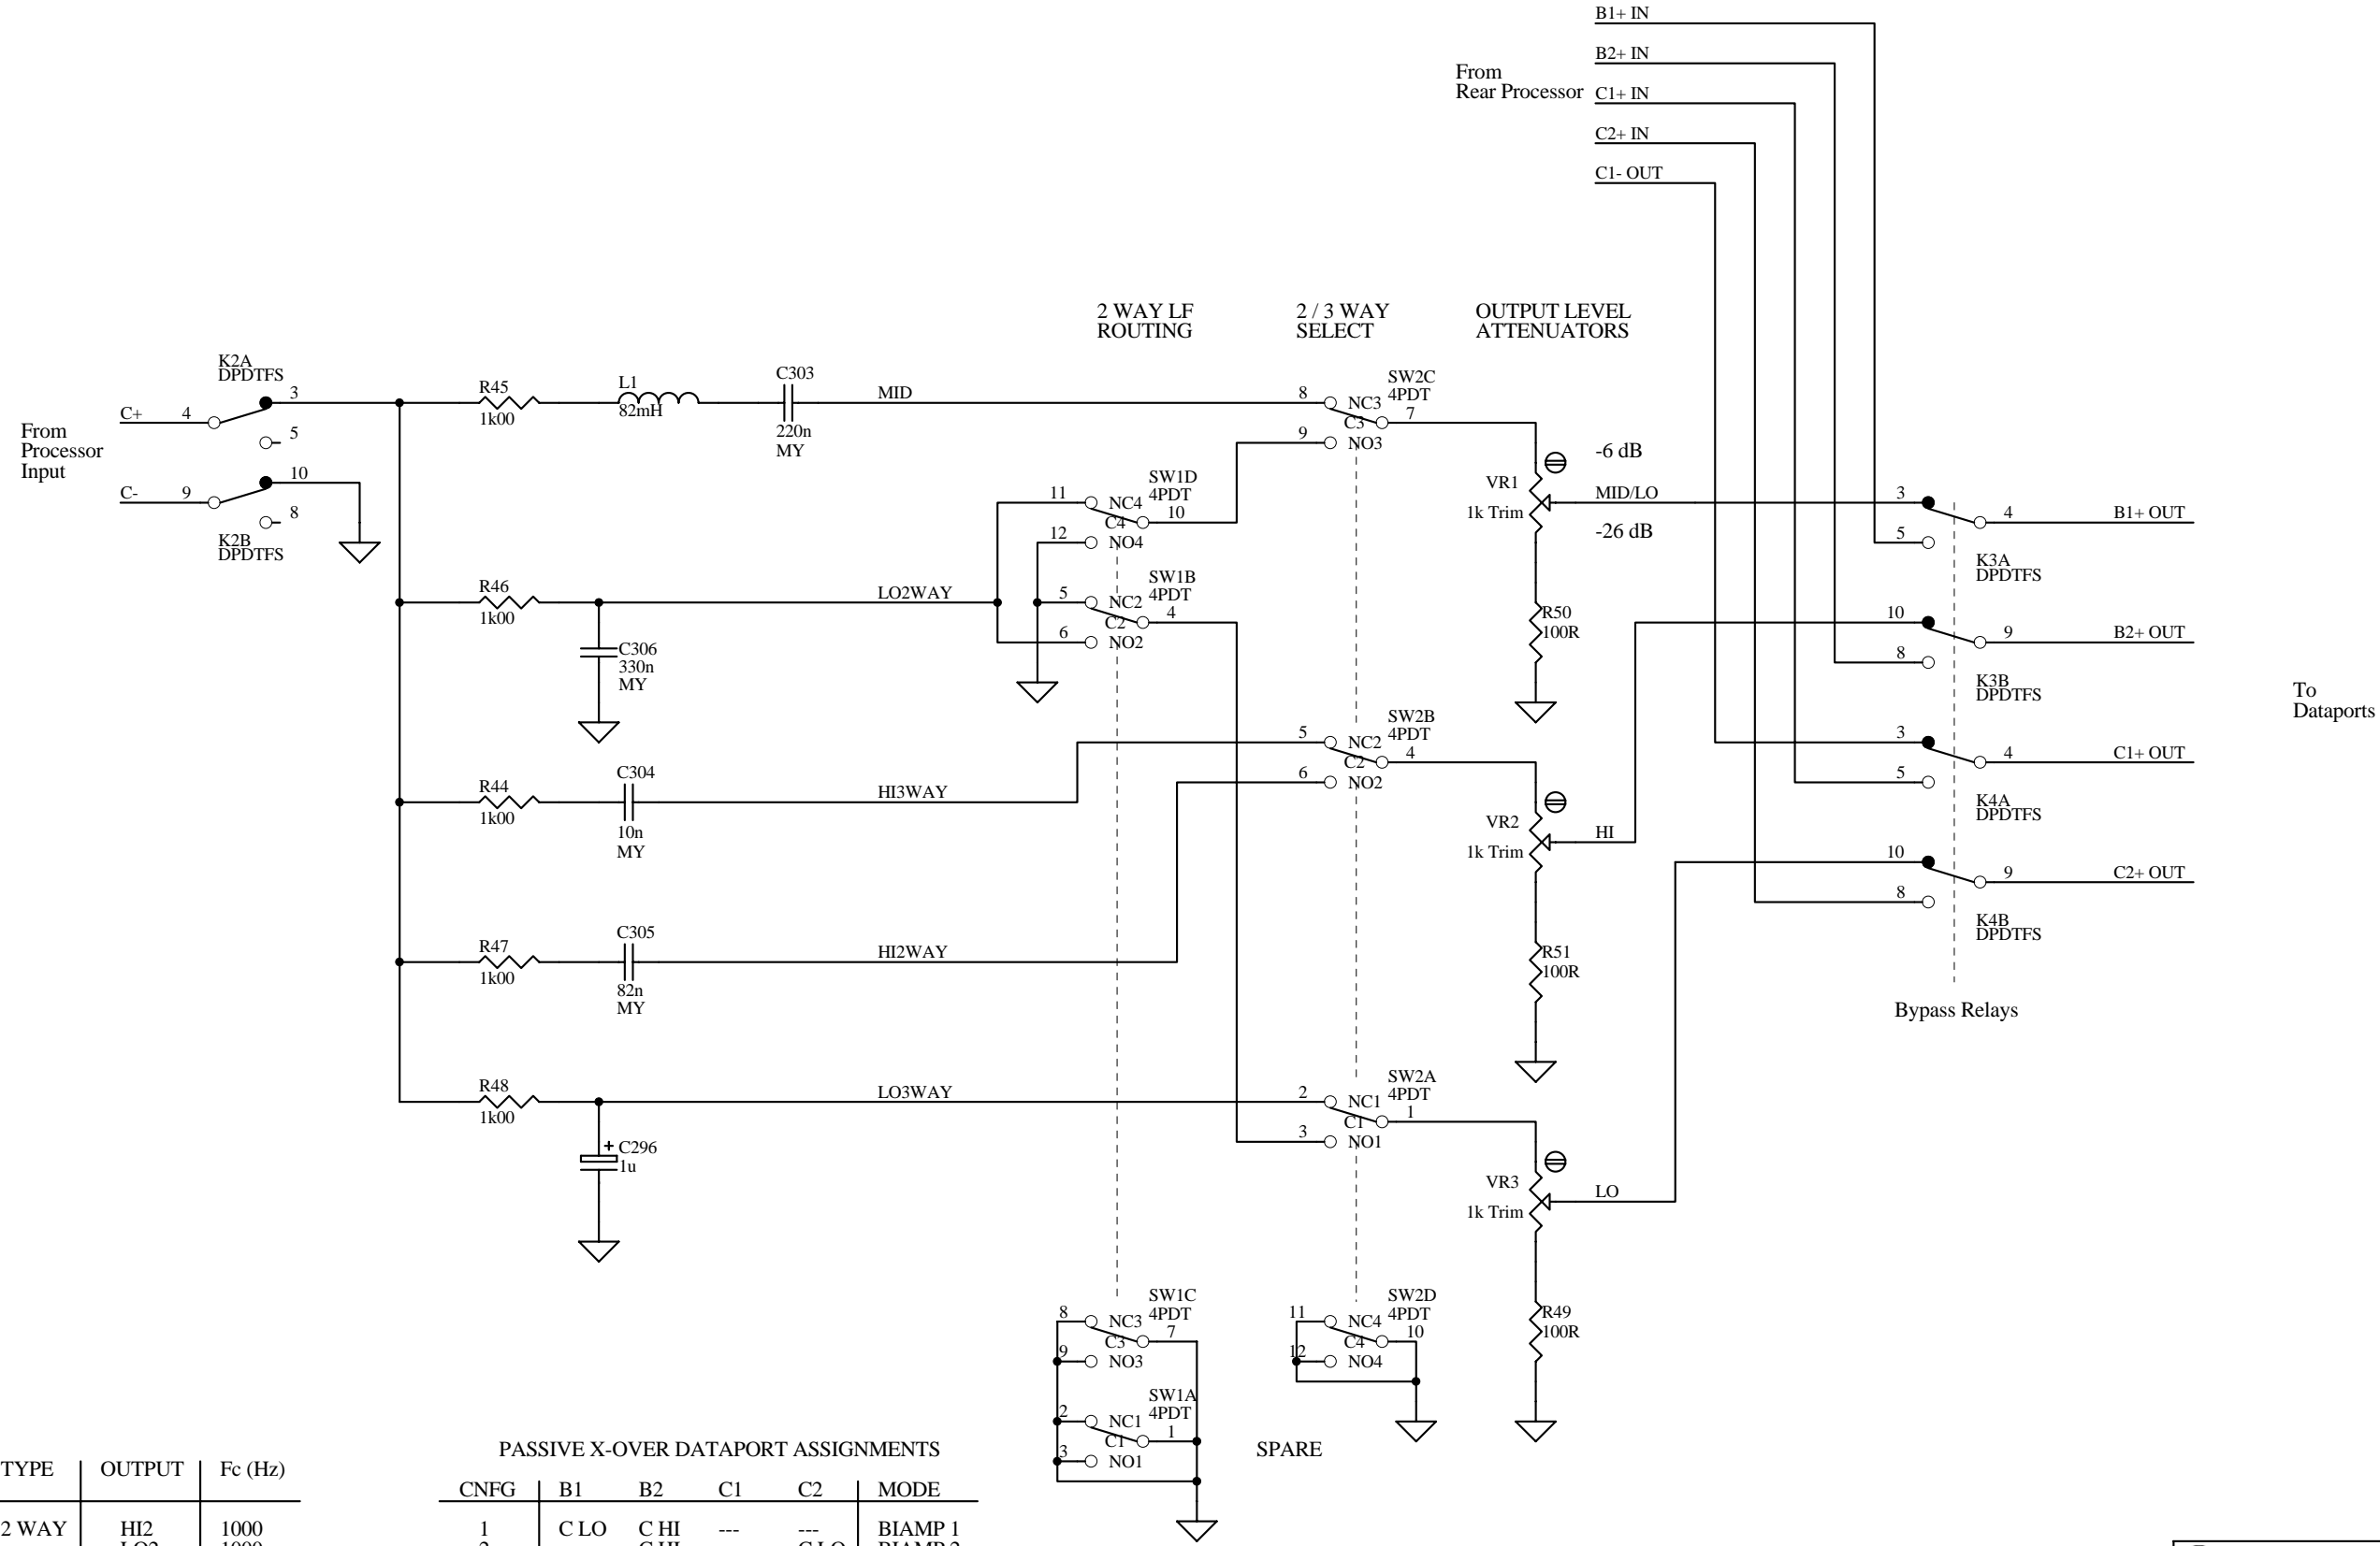 B1+ IN
B2+ IN
From
Rear Processor
C1+ IN
C2+ IN
C1- OUT
2 WAY LF
ROUTING
2 / 3 WAY
SELECT
OUTPUT LEVEL
ATTENUATORS
From
Processor
Input
C+
4
K2A
DPDTFS
3
5
C-
9
10
8
K2B
DPDTFS
R45
1k00
L1
82mH
C303
220n
MY
MID
8
NC3
C3
9
NO3
SW2C
4PDT
7
-6 dB
VR1
1k Trim
MID/LO
-26 dB
R50
100R
11
NC4
C4
12
NO4
SW1D
4PDT
10
R46
1k00
LO2WAY
C306
330n
MY
5
NC2
C2
6
NO2
SW1B
4PDT
4
3
5
4
B1+ OUT
K3A
DPDTFS
10
8
9
B2+ OUT
K3B
DPDTFS
3
5
4
C1+ OUT
K4A
DPDTFS
10
8
9
C2+ OUT
K4B
DPDTFS
To
Dataports
Bypass Relays
R44
1k00
C304
10n
MY
HI3WAY
5
NC2
C2
6
NO2
SW2B
4PDT
4
VR2
1k Trim
HI
R51
100R
R47
1k00
C305
82n
MY
HI2WAY
R48
1k00
LO3WAY
+ C296
1u
2
NC1
C1
3
NO1
SW2A
4PDT
1
VR3
1k Trim
LO
R49
100R
8
NC3
C3
9
NO3
SW1C
4PDT
7
2
NC1
C1
3
NO1
SW1A
4PDT
1
11
NC4
C4
12
NO4
SW2D
4PDT
10
SPARE
TYPE OUTPUT Fc (Hz)
2 WAY HI2 1000
LO2 1000
PASSIVE X-OVER DATAPORT ASSIGNMENTS
CNFG B1 B2 C1 C2 MODE
1 C LO C HI --- --- BIAMP 1
2 C HI C LO BIAMP 2